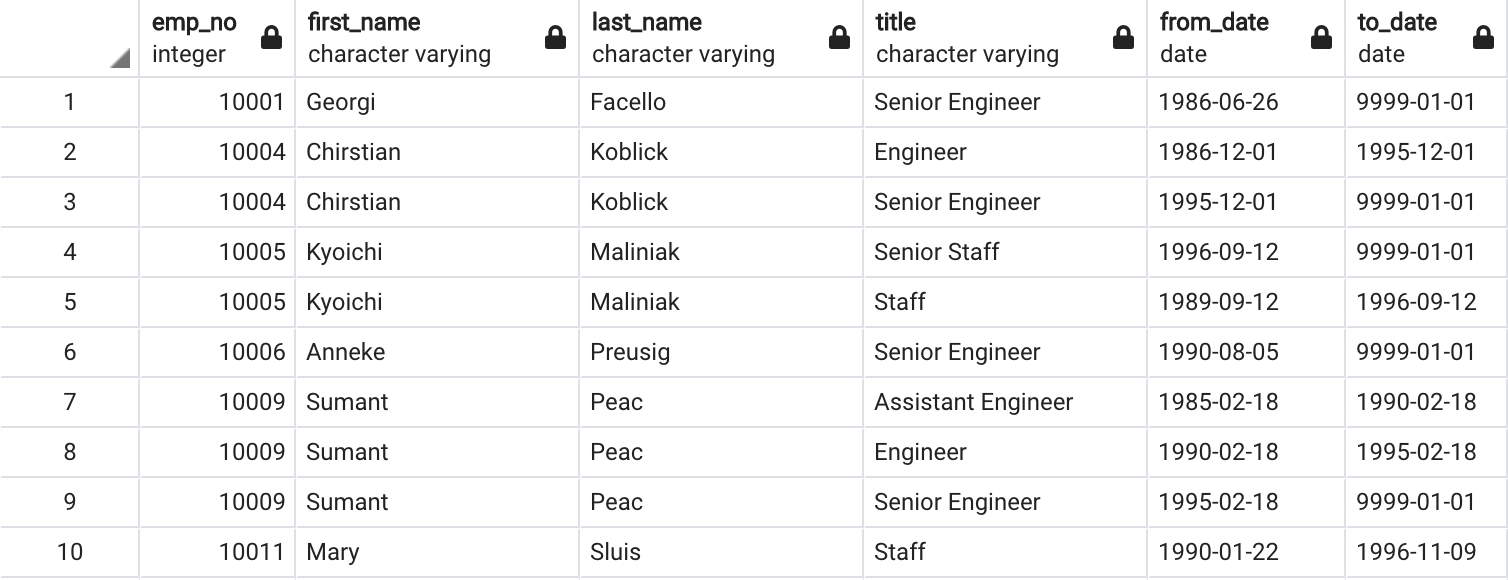 emp_no first_name last_name title from_date to_date
integer character varying character varying character varying date date
1 10001 Georgi Facello Senior Engineer 1986-06-26 9999-01-01
2 10004 Chirstian Koblick Engineer 1986-12-01 1995-12-01
3 10004 Chirstian Koblick Senior Engineer 1995-12-01 9999-01-01
4 10005 Kyoichi Maliniak Senior Staff 1996-09-12 9999-01-01
5 10005 Kyoichi Maliniak Staff 1989-09-12 1996-09-12
6 10006 Anneke Preusig Senior Engineer 1990-08-05 9999-01-01
7 10009 Sumant Peac Assistant Engineer 1985-02-18 1990-02-18
8 10009 Sumant Peac Engineer 1990-02-18 1995-02-18
9 10009 Sumant Peac Senior Engineer 1995-02-18 9999-01-01
10 10011 Mary Sluis Staff 1990-01-22 1996-11-09